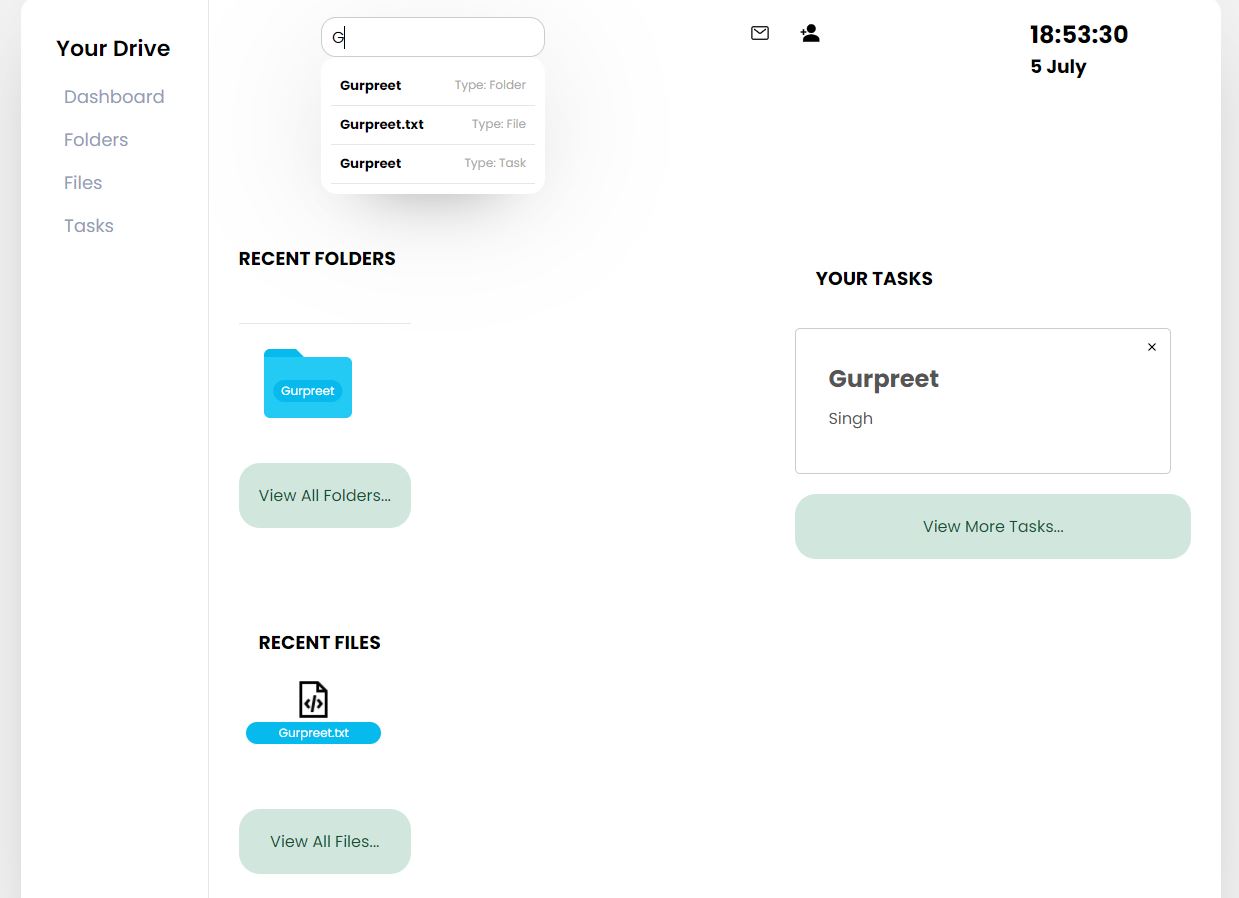 Your Drive
Dashboard
Folders
Files
Tasks
G
Gurpreet Type: Folder
Gurpreet.txt Type: File
Gurpreet Type: Task
18:53:30
5 July
RECENT FOLDERS
Gurpreet
View All Folders...
YOUR TASKS
×
Gurpreet
Singh
View More Tasks...
RECENT FILES
</>
Gurpreet.txt
View All Files...